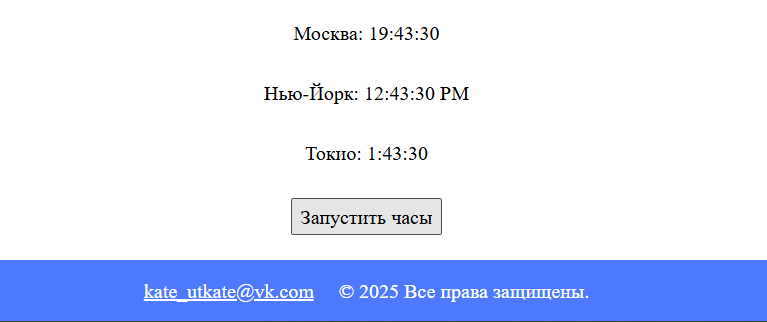 Москва: 19:43:30
Нью-Йорк: 12:43:30 PM
Токио: 1:43:30
Запустить часы
kate_utkate@vk.com © 2025 Все права защищены.